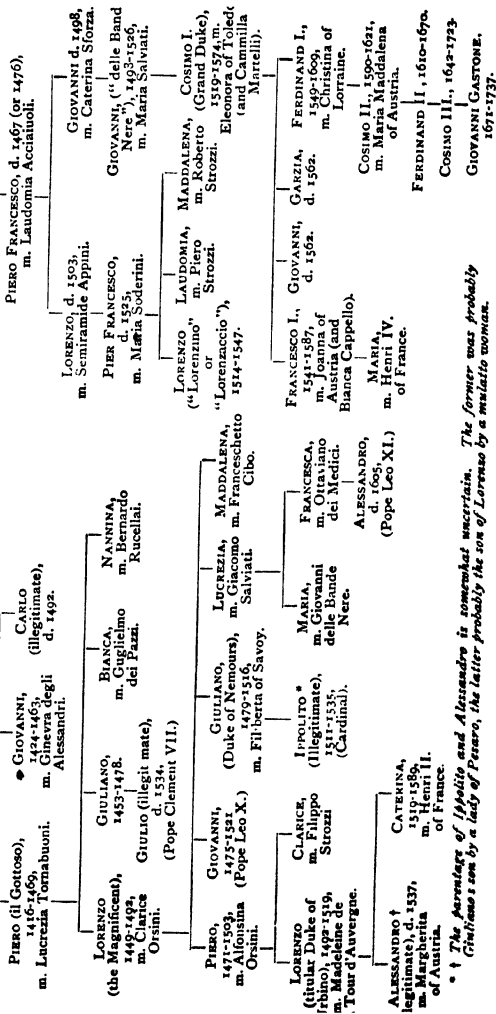 PIERO (il Gottoso),
1416-1469,
m. Lucrezia Tornabuoni.
GIOVANNI,
1424-1463,
m. Ginevra degli
Alessandri.
CARLO
(illegitimate),
d. 1492.
PIERO FRANCESCO, d. 1467 (or 1476),
m. Laudomia Acciaiuoli.
LORENZO
(the Magnificent),
1449-1492,
m. Clarice
Orsini.
GIULIANO,
1453-1478.
GIULIO (illegit mate),
d. 1534,
(Pope Clement VII.)
BIANCA,
m. Guglielmo
dei Pazzi.
NANNINA,
m. Bernardo
Rucellai.
LORENZO, d. 1503,
m. Semiramide Appini.
PIER FRANCESCO,
d. 1525,
m. Maria Soderini.
GIOVANNI d. 1498,
m. Caterina Sforza.
GIOVANNI, (“delle Band
Nere”), 1493-1526,
m. Maria Salviati.
PIERO,
1471-1503,
m. Alfonsina
Orsini.
GIOVANNI,
1475-1521
(Pope Leo X.)
GIULIANO,
(Duke of Nemours),
1479-1516,
m. Fil·berta of Savoy.
LUCREZIA,
m. Giacomo
Salviati.
MADDALENA,
m. Franceschetto
Cibo.
LORENZO
(“Lorenzino”
or
“Lorenzaccio”),
1514-1547.
LAUDOMIA,
m. Piero
Strozzi.
MADDALENA,
m. Roberto
Strozzi.
COSIMO I.
(Grand Duke),
1519-1574, m.
Eleonora of Toledo
(and Cammilla
Martelli).
LORENZO
(titular Duke of
Urbino), 1492-1519,
m. Madeleine de
Tour d'Auvergne.
CLARICE,
m. Filippo
Strozzi
IPPOLITO *
(Illegitimate),
1511-1535,
(Cardinal).
MARIA,
m. Giovanni
delle Bande
Nere.
FRANCESCA,
m. Ottaviano
dei Medici.
ALESSANDRO,
d. 1605,
(Pope Leo XI.)
FRANCESCO I.,
1541-1587,
m. Joanna of
Austria (and
Bianca Cappello).
MARIA,
m. Henri IV.
of France.
GIOVANNI,
d. 1562.
GARZIA,
d. 1562.
FERDINAND I.,
1549-1609,
m. Christina of
Lorraine.
COSIMO II., 1590-1621,
m. Maria Maddalena
of Austria.
FERDINAND II, 1610-1670.
COSIMO III., 1642-1723.
GIOVANNI GASTONE.
1671-1737.
ALESSANDRO †
legitimate), d. 1537,
m. Margherita
of Austria.
CATERINA,
1519-1589,
m. Henri II.
of France.
* † The parentage of Ippolito and Alessandro is somewhat uncertain. The former was probably
Giuliano s son by a lady of Pesaro, the latter probably the son of Lorenzo by a mulatto woman.